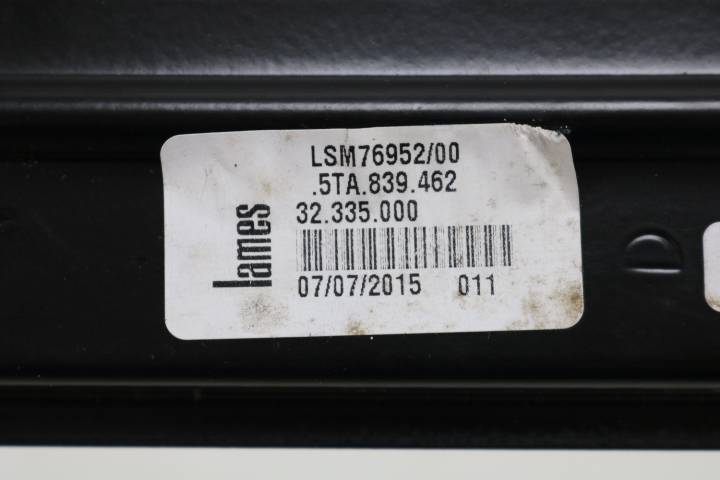 LSM76952/00
.5TA.839.462
32.335.000
lames
07/07/2015 011
D